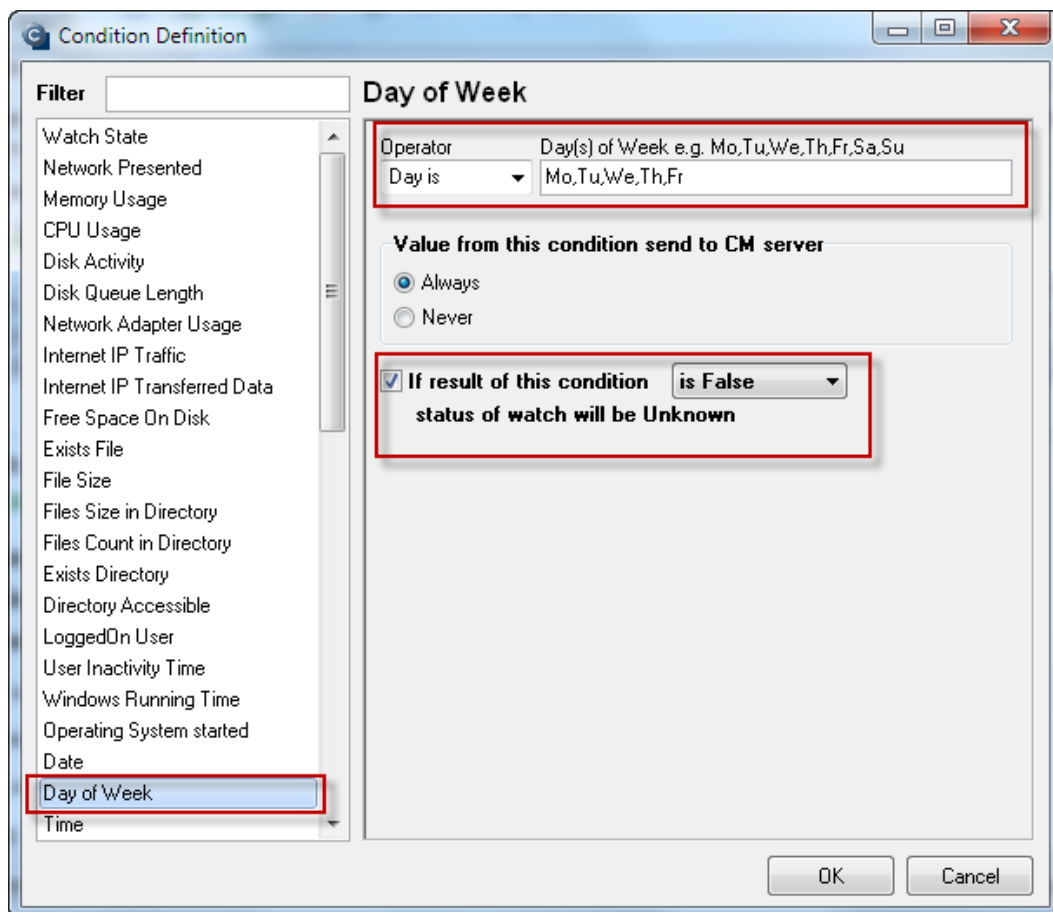 Condition Definition
Filter
Watch State
Network Presented
Memory Usage
CPU Usage
Disk Activity
Disk Queue Length
Network Adapter Usage
Internet IP Traffic
Internet IP Transferred Data
Free Space On Disk
Exists File
File Size
Files Size in Directory
Files Count in Directory
Exists Directory
Directory Accessible
LoggedOn User
User Inactivity Time
Windows Running Time
Operating System started
Date
Day of Week
Time
Day of Week
Operator Day(s) of Week e.g. Mo,Tu,We,Th,Fr,Sa,Su
Day is Mo,Tu,We,Th,Fr
Value from this condition send to CM server
Always
Never
If result of this condition is False
status of watch will be Unknown
OK Cancel